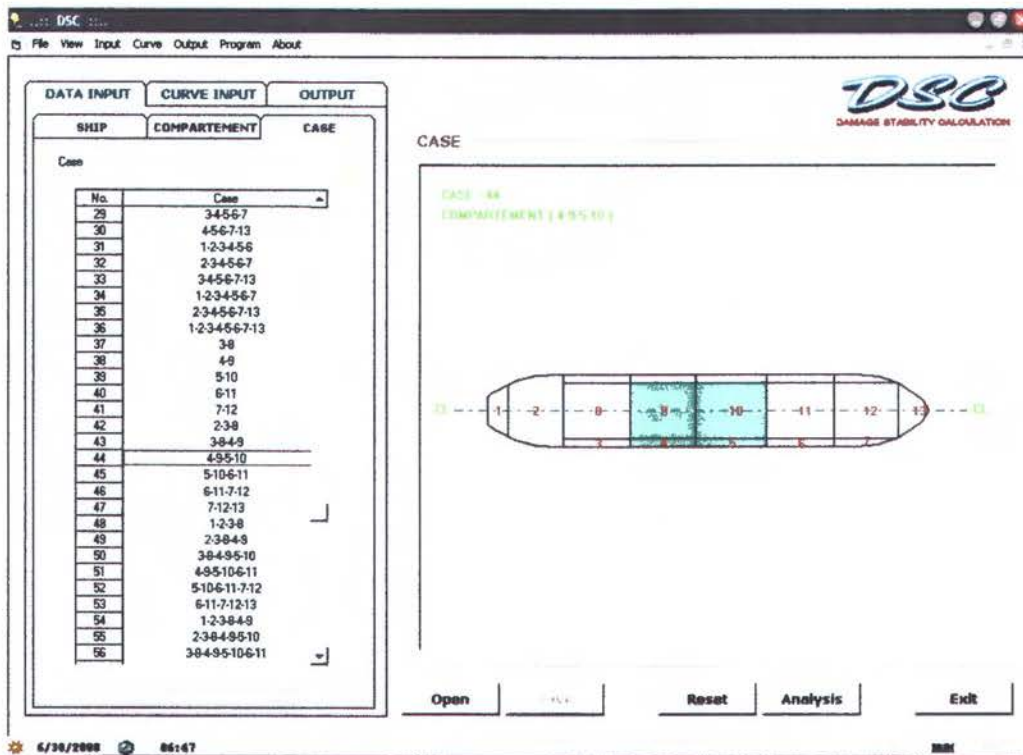 ..:: DSC ::..
File View Input Curve Output Program About
DATA INPUT CURVE INPUT OUTPUT
SHIP COMPARTEMENT CASE
Case
No. Case
29 3-4-5-6-7
30 4-5-6-7-13
31 1-2-3-4-5-6
32 2-3-4-5-6-7
33 3-4-5-6-7-13
34 1-2-3-4-5-6-7
35 2-3-4-5-6-7-13
36 1-2-3-4-5-6-7-13
37 3-8
38 4-9
39 5-10
40 6-11
41 7-12
42 2-3-8
43 3-8-4-9
44 4-9-5-10
45 5-10-6-11
46 6-11-7-12
47 7-12-13
48 1-2-3-8
49 2-3-8-4-9
50 3-8-4-9-5-10
51 4-9-5-10-6-11
52 5-10-6-11-7-12
53 6-11-7-12-13
54 1-2-3-8-4-9
55 2-3-8-4-9-5-10
56 3-8-4-9-5-10-6-11
DSC
DAMAGE STABILITY CALCULATION
CASE
CASE : 44
COMPARTEMENT ( 4-9-5-10 )
CL 1 2 8 9 10 11 12 13 CL
3 4 5 6 7
Open Reset Analysis Exit
6/30/2008 06:47